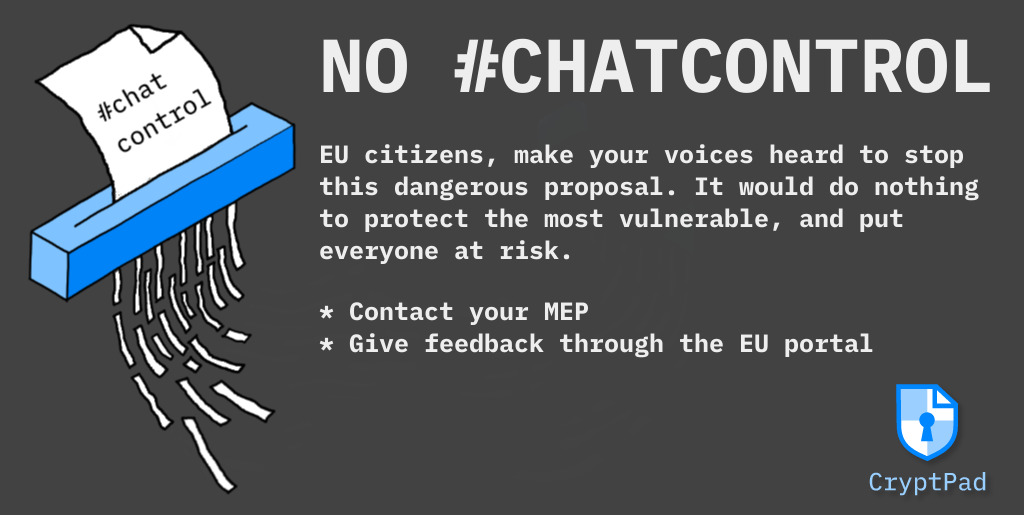 #chat
control
NO #CHATCONTROL
EU citizens, make your voices heard to stop
this dangerous proposal. It would do nothing
to protect the most vulnerable, and put
everyone at risk.
* Contact your MEP
* Give feedback through the EU portal
CryptPad